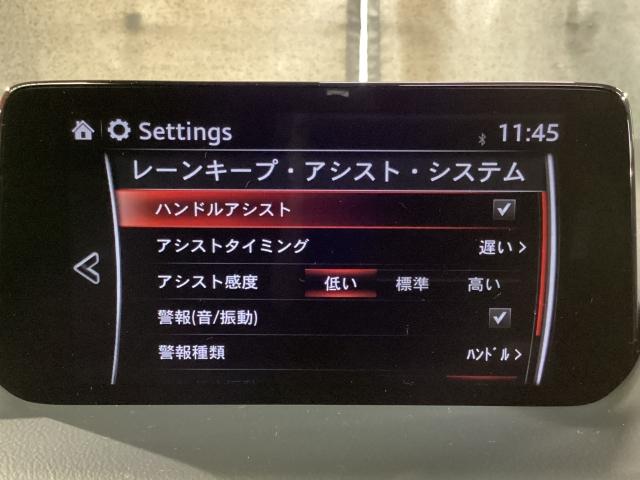 Settings 11:45
レーンキープ・アシスト・システム
ハンドルアシスト
アシストタイミング 遅い >
アシスト感度 低い 標準 高い
警報(音/振動)
警報種類 ﾊﾝﾄﾞﾙ >